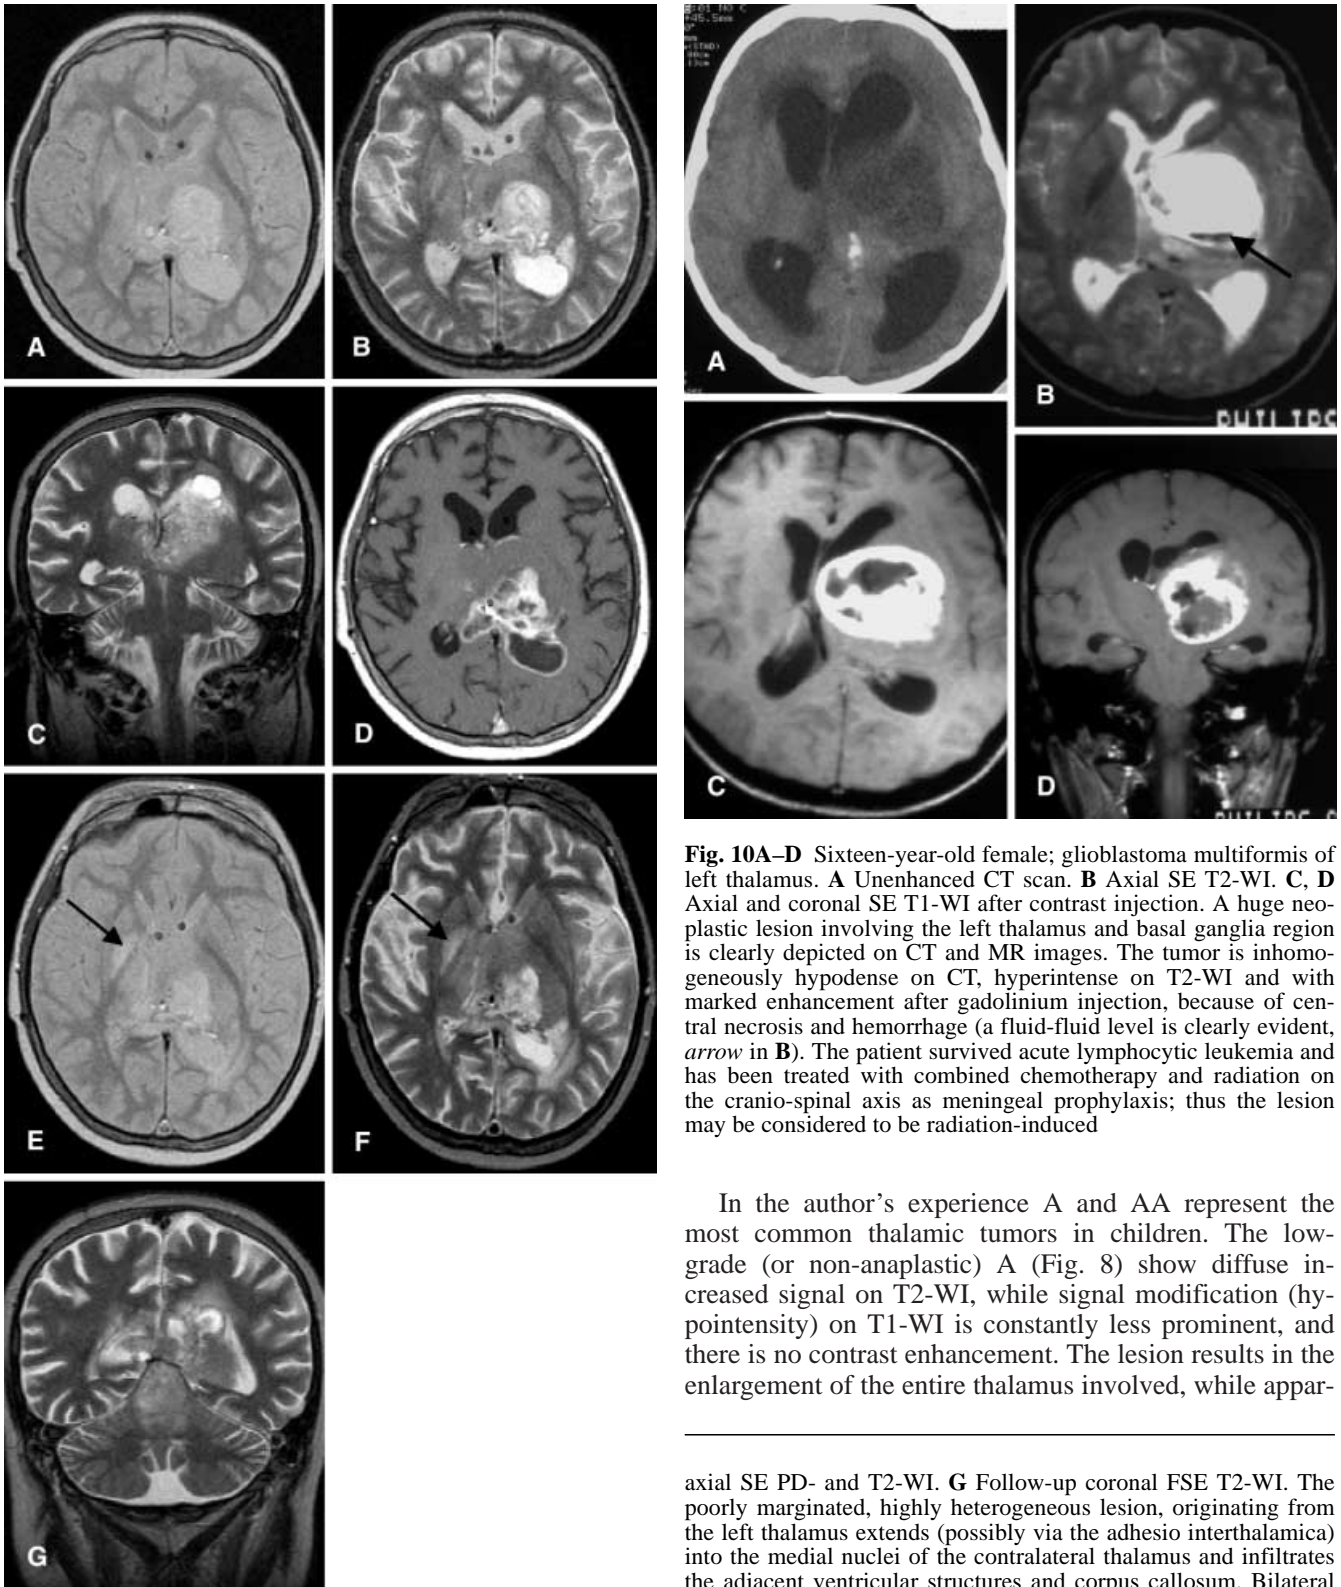 A
B
C
D
E
F
G
A
B
PHILIPS
C
D
Fig. 10A–D Sixteen-year-old female; glioblastoma multiformis of
left thalamus. A Unenhanced CT scan. B Axial SE T2-WI. C, D
Axial and coronal SE T1-WI after contrast injection. A huge neo-
plastic lesion involving the left thalamus and basal ganglia region
is clearly depicted on CT and MR images. The tumor is inhomo-
geneously hypodense on CT, hyperintense on T2-WI and with
marked enhancement after gadolinium injection, because of cen-
tral necrosis and hemorrhage (a fluid-fluid level is clearly evident,
arrow in B). The patient survived acute lymphocytic leukemia and
has been treated with combined chemotherapy and radiation on
the cranio-spinal axis as meningeal prophylaxis; thus the lesion
may be considered to be radiation-induced
In the author's experience A and AA represent the
most common thalamic tumors in children. The low-
grade (or non-anaplastic) A (Fig. 8) show diffuse in-
creased signal on T2-WI, while signal modification (hy-
pointensity) on T1-WI is constantly less prominent, and
there is no contrast enhancement. The lesion results in the
enlargement of the entire thalamus involved, while appar-
axial SE PD- and T2-WI. G Follow-up coronal FSE T2-WI. The
poorly marginated, highly heterogeneous lesion, originating from
the left thalamus extends (possibly via the adhesio interthalamica)
into the medial nuclei of the contralateral thalamus and infiltrates
the adjacent ventricular structures and corpus callosum. Bilateral